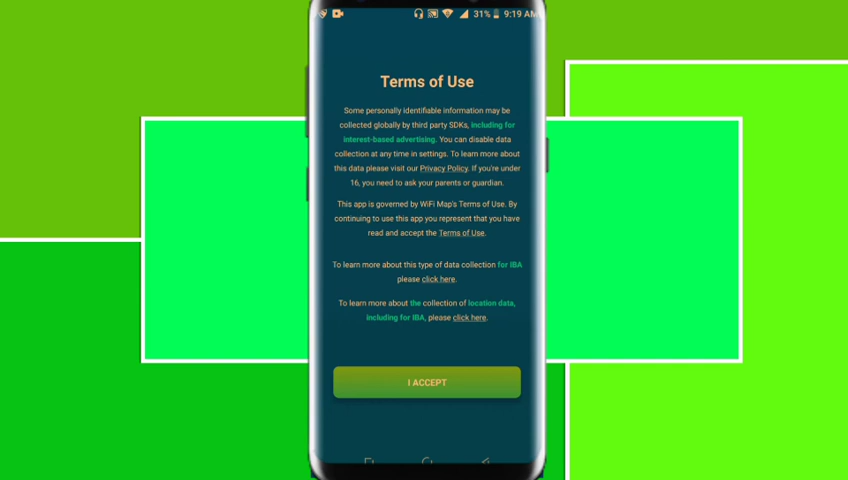 31% 9:19 AM
Terms of Use
Some personally identifiable information may be
collected globally by third party SDKs, including for
interest-based advertising. You can disable data
collection at any time in settings. To learn more about
this data please visit our Privacy Policy. If you're under
16, you need to ask your parents or guardian.
This app is governed by WiFi Map's Terms of Use. By
continuing to use this app you represent that you have
read and accept the Terms of Use.
To learn more about this type of data collection for IBA
please click here.
To learn more about the collection of location data,
including for IBA, please click here.
I ACCEPT